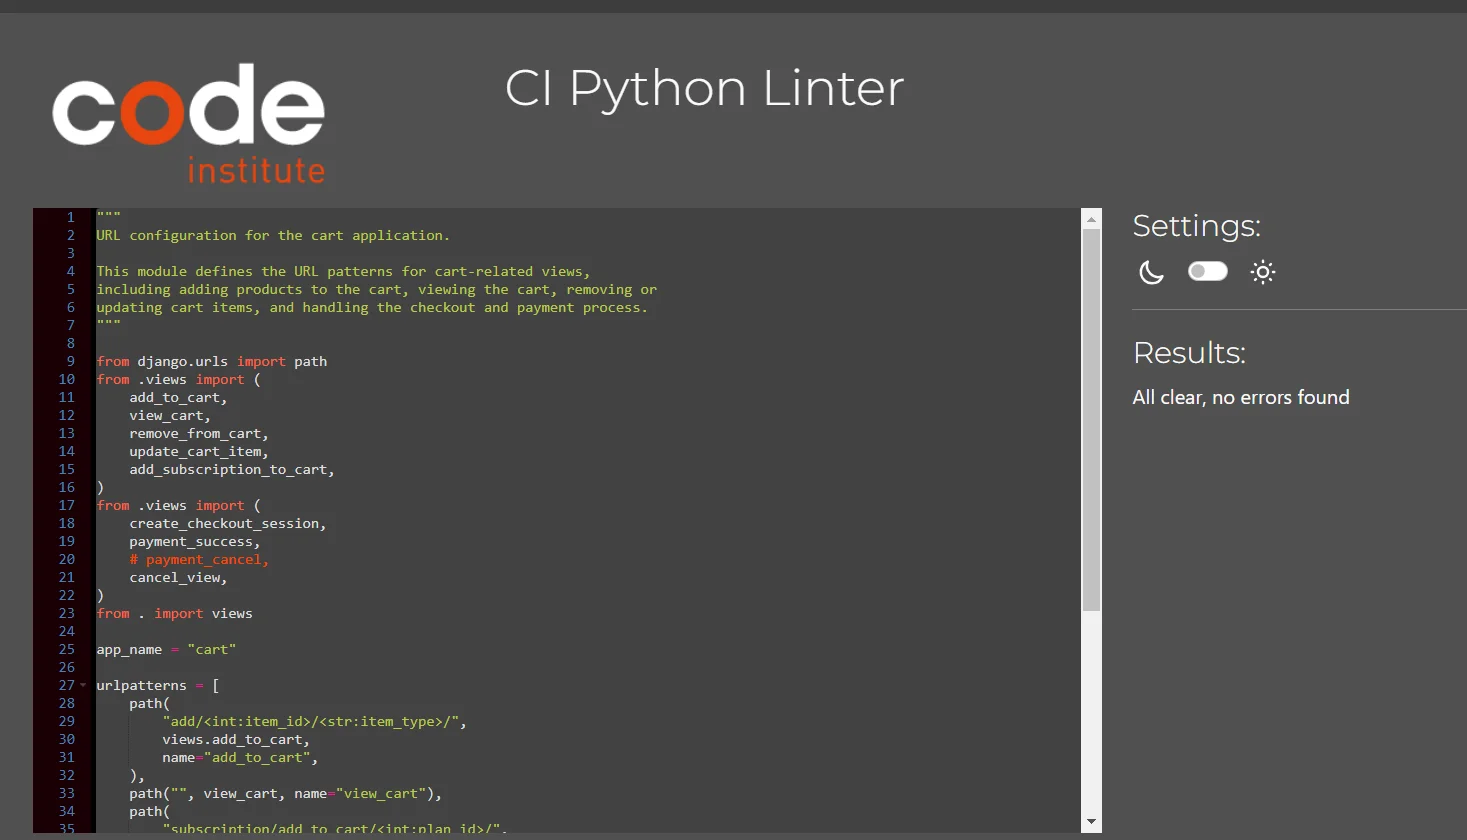 code
institute
CI Python Linter
1 """
2 URL configuration for the cart application.
3
4 This module defines the URL patterns for cart-related views,
5 including adding products to the cart, viewing the cart, removing or
6 updating cart items, and handling the checkout and payment process.
7 """
8
9 from django.urls import path
10 from .views import (
11     add_to_cart,
12     view_cart,
13     remove_from_cart,
14     update_cart_item,
15     add_subscription_to_cart,
16 )
17 from .views import (
18     create_checkout_session,
19     payment_success,
20     # payment_cancel,
21     cancel_view,
22 )
23 from . import views
24
25 app_name = "cart"
26
27 urlpatterns = [
28     path(
29         "add/<int:item_id>/<str:item_type>/",
30         views.add_to_cart,
31         name="add_to_cart",
32     ),
33     path("", view_cart, name="view_cart"),
34     path(
35         "subscription/add_to_cart/<int:plan_id>/",
Settings:
Results:
All clear, no errors found